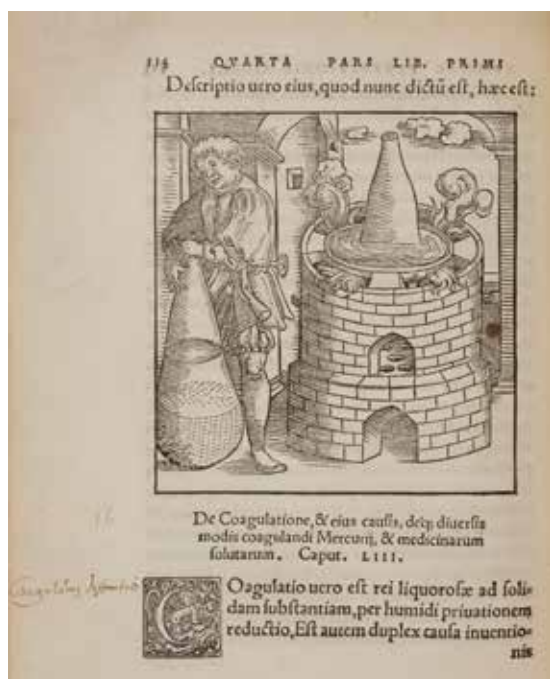 114 QVARTA PARS LIB. PRIMI
Descriptio uero eius, quod nunc dictũ est, hæc est:
De Coagulatione, & eius causis, deq; diuersis
modis coagulandi Mercurij, & medicinarum
solutarum. Caput. LIII.
COagulatio uero est rei liquorosæ ad soli-
dam substantiam, per humidi priuationem
reductio, Est autem duplex causa inuentio-
nis